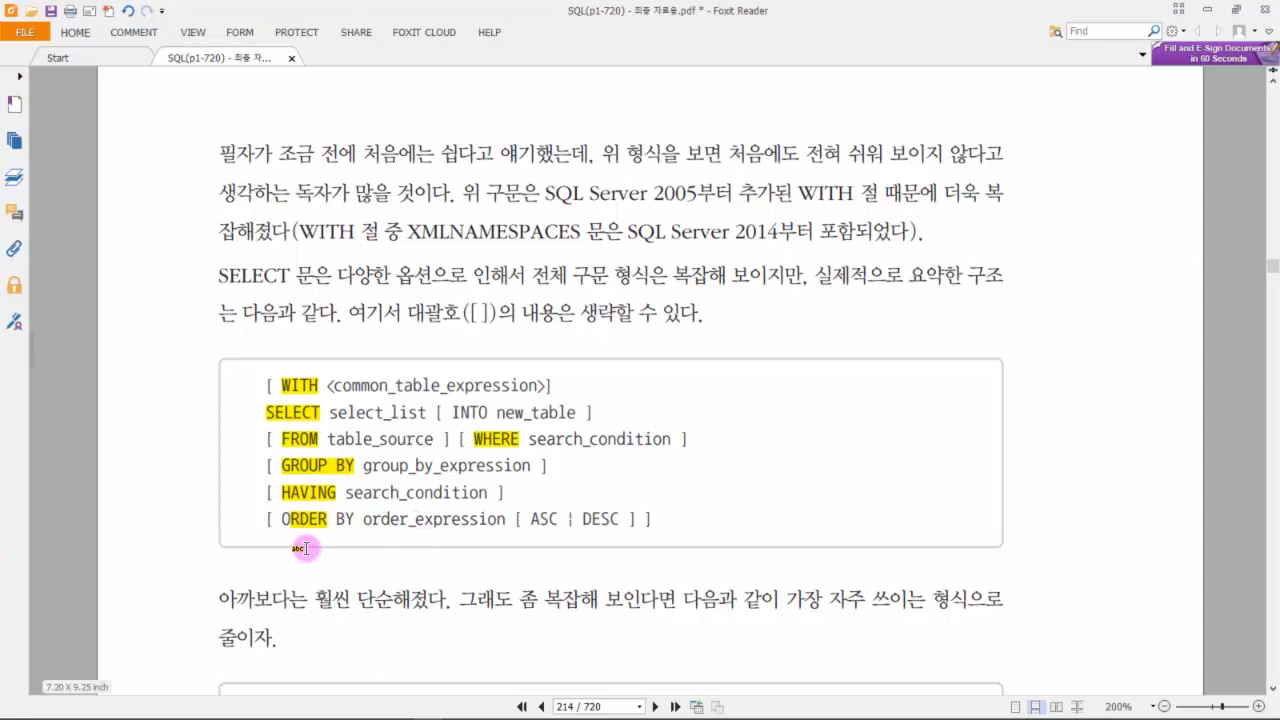 SQL(p1-720) - 최종 자료용.pdf * - Foxit Reader
FILE HOME COMMENT VIEW FORM PROTECT SHARE FOXIT CLOUD HELP
Find
Start
SQL(p1-720) - 최종 자...
Fill and E-Sign Documents
in 60 Seconds
필자가 조금 전에 처음에는 쉽다고 얘기했는데, 위 형식을 보면 처음에도 전혀 쉬워 보이지 않다고
생각하는 독자가 많을 것이다. 위 구문은 SQL Server 2005부터 추가된 WITH 절 때문에 더욱 복
잡해졌다(WITH 절 중 XMLNAMESPACES 문은 SQL Server 2014부터 포함되었다).
SELECT 문은 다양한 옵션으로 인해서 전체 구문 형식은 복잡해 보이지만, 실제적으로 요약한 구조
는 다음과 같다. 여기서 대괄호([ ])의 내용은 생략할 수 있다.
[ WITH <common_table_expression>]
SELECT select_list [ INTO new_table ]
[ FROM table_source ] [ WHERE search_condition ]
[ GROUP BY group_by_expression ]
[ HAVING search_condition ]
[ ORDER BY order_expression [ ASC ¦ DESC ] ]
abc
아까보다는 훨씬 단순해졌다. 그래도 좀 복잡해 보인다면 다음과 같이 가장 자주 쓰이는 형식으로
줄이자.
7.20 X 9.25 inch
214 / 720
200%